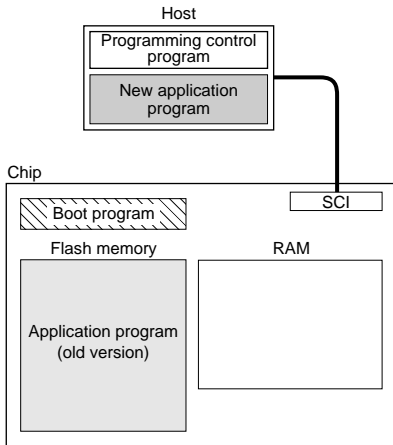 Host
Programming control
program
New application
program
Chip
SCI
Boot program
Flash memory
RAM
Application program
(old version)